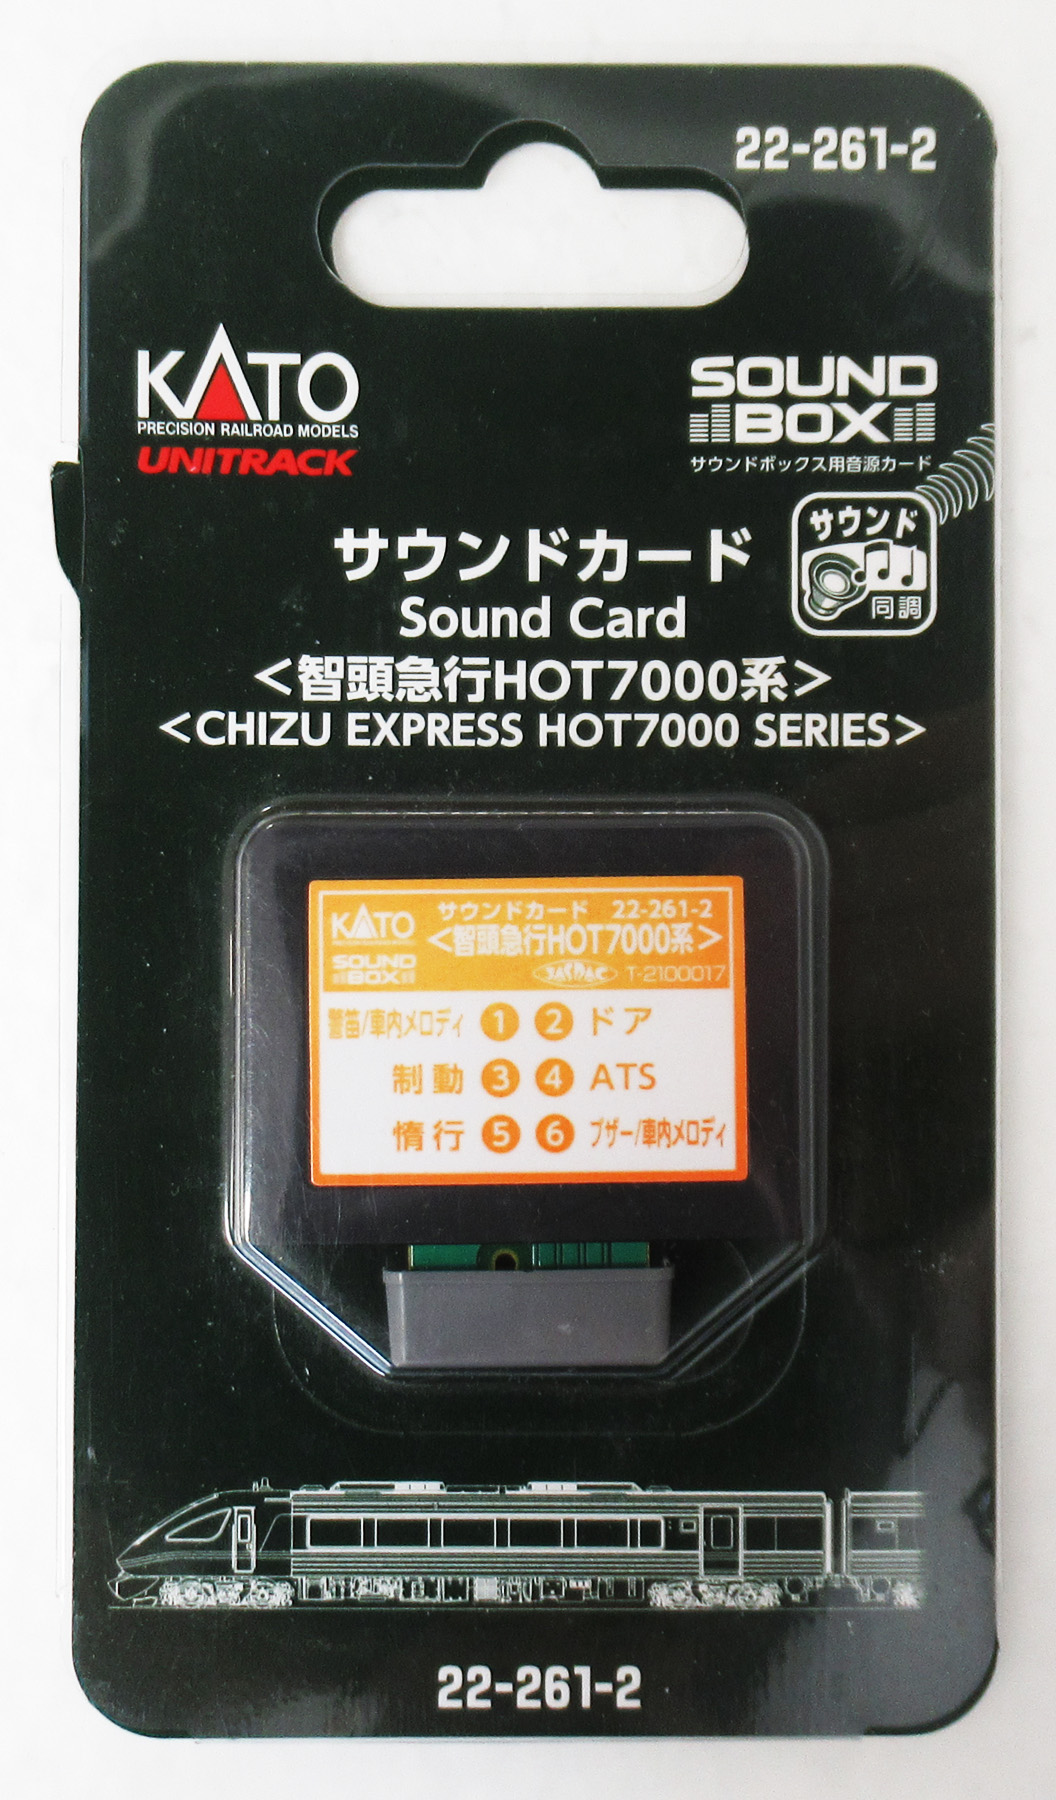 22-261-2
KATO
PRECISION RAILROAD MODELS
UNITRACK
SOUND
BOX
サウンドボックス用音源カード
サウンド
同調
サウンドカード
Sound Card
<智頭急行HOT7000系>
<CHIZU EXPRESS HOT7000 SERIES>
KATO
サウンドカード 22-261-2
<智頭急行HOT7000系>
SOUND
BOX
T-2100017
警笛/車内メロディ ① ② ドア
制動 ③ ④ ATS
惰行 ⑤ ⑥ ブザー/車内メロディ
22-261-2